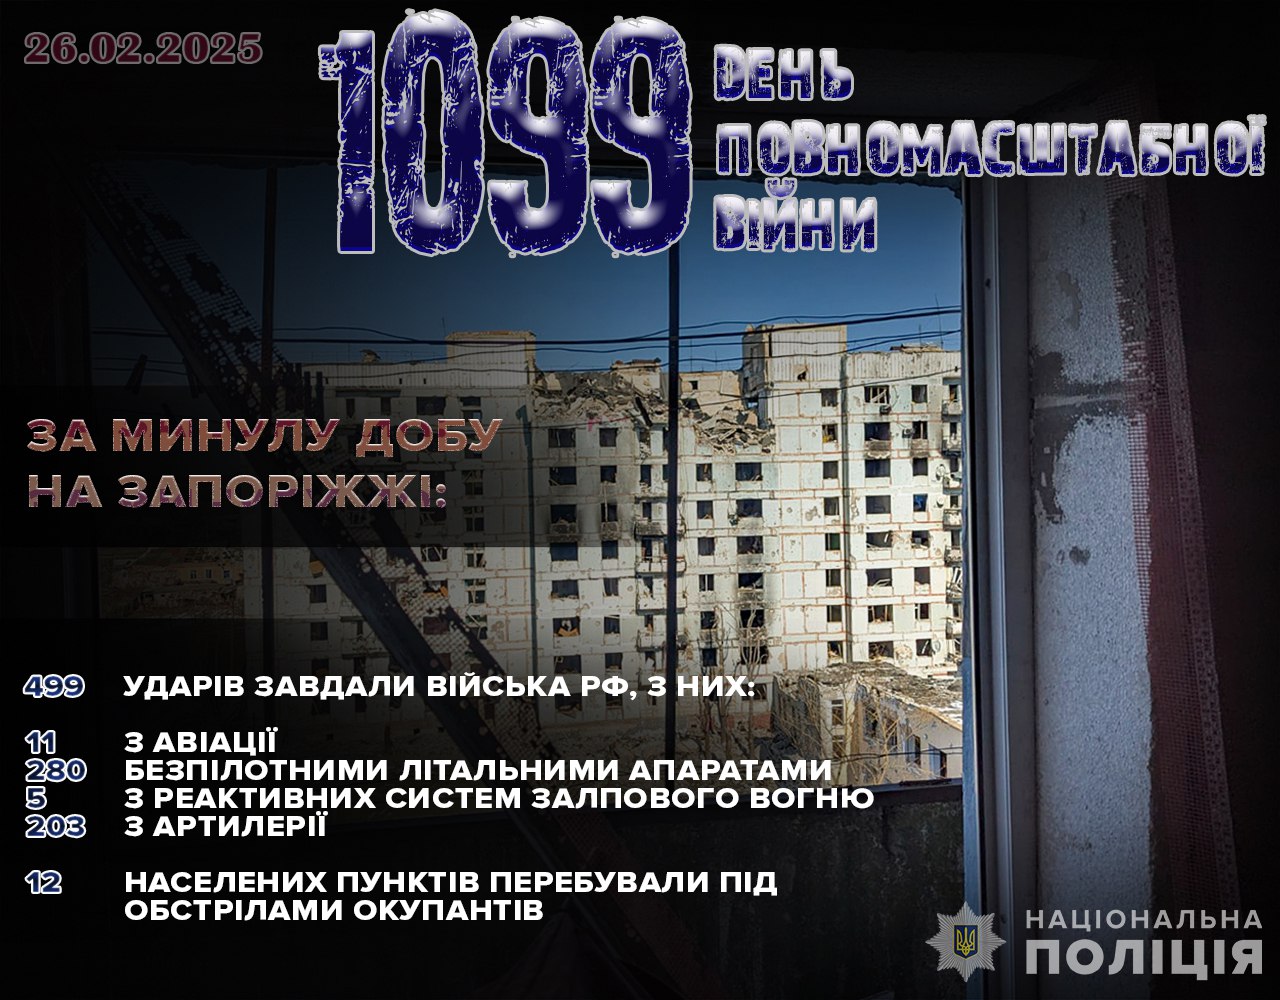 26.02.2025
1099 ДЕНЬ
ПОВНОМАСШТАБНОЇ
ВІЙНИ
ЗА МИНУЛУ ДОБУ
НА ЗАПОРІЖЖІ:
499 УДАРІВ ЗАВДАЛИ ВІЙСЬКА РФ, З НИХ:
11 З АВІАЦІЇ
280 БЕЗПІЛОТНИМИ ЛІТАЛЬНИМИ АПАРАТАМИ
5 З РЕАКТИВНИХ СИСТЕМ ЗАЛПОВОГО ВОГНЮ
203 З АРТИЛЕРІЇ
12 НАСЕЛЕНИХ ПУНКТІВ ПЕРЕБУВАЛИ ПІД
ОБСТРІЛАМИ ОКУПАНТІВ
НАЦІОНАЛЬНА
ПОЛІЦІЯ